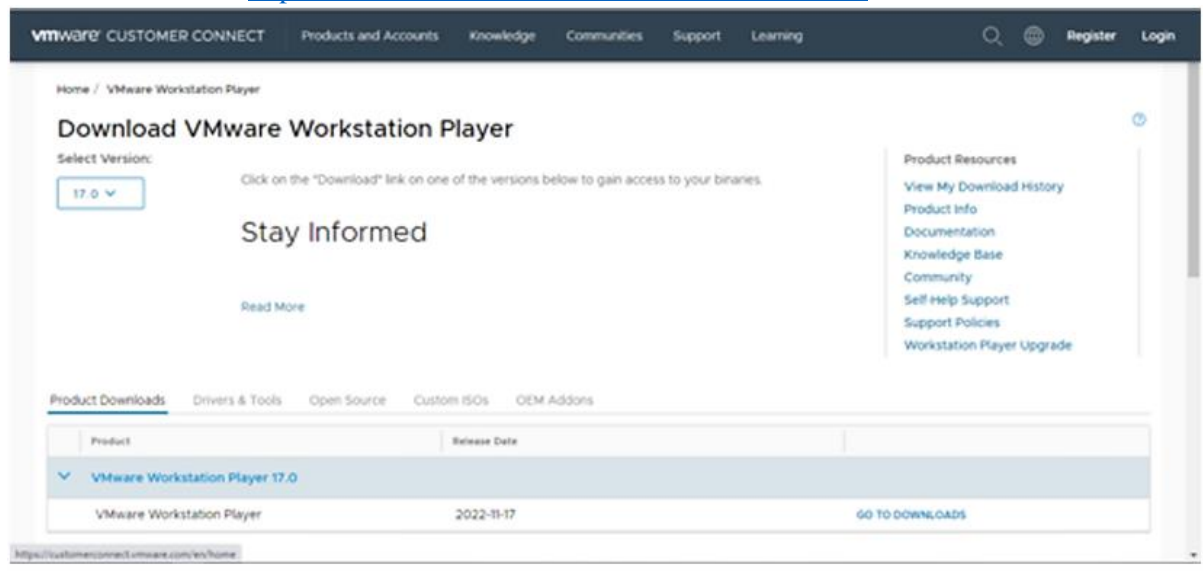 vmware CUSTOMER CONNECT Products and Accounts Knowledge Communities Support Learning Register Login
Home / VMware Workstation Player
Download VMware Workstation Player
Select Version:
17.0
Click on the "Download" link on one of the versions below to gain access to your binaries.
Stay Informed
Read More
Product Resources
View My Download History
Product Info
Documentation
Knowledge Base
Community
Self Help Support
Support Policies
Workstation Player Upgrade
Product Downloads Drivers & Tools Open Source Custom ISOs OEM Addons
Product Release Date
VMware Workstation Player 17.0
VMware Workstation Player 2022-11-17 GO TO DOWNLOADS
https://customerconnect.vmware.com/en/home